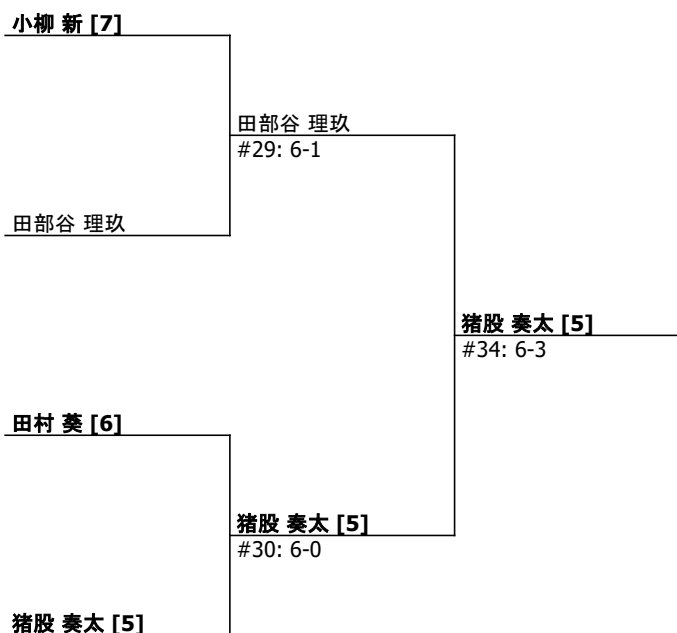 小柳 新 [7]
田部谷 理玖
#29: 6-1
田部谷 理玖
猪股 奏太 [5]
#34: 6-3
田村 葵 [6]
猪股 奏太 [5]
#30: 6-0
猪股 奏太 [5]